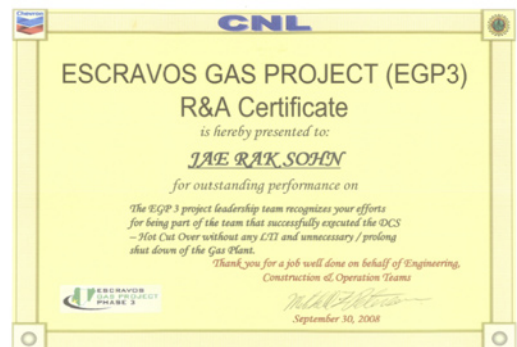 Chevron
CNL
ESCRAVOS GAS PROJECT (EGP3)
R&A Certificate
is hereby presented to:
JAE RAK SOHN
for outstanding performance on
The EGP 3 project leadership team recognizes your efforts
for being part of the team that successfully executed the DCS
– Hot Cut Over without any LTI and unnecessary / prolong
shut down of the Gas Plant.
Thank you for a job well done on behalf of Engineering,
Construction & Operation Teams
ESCRAVOS
GAS PROJECT
PHASE 3
September 30, 2008